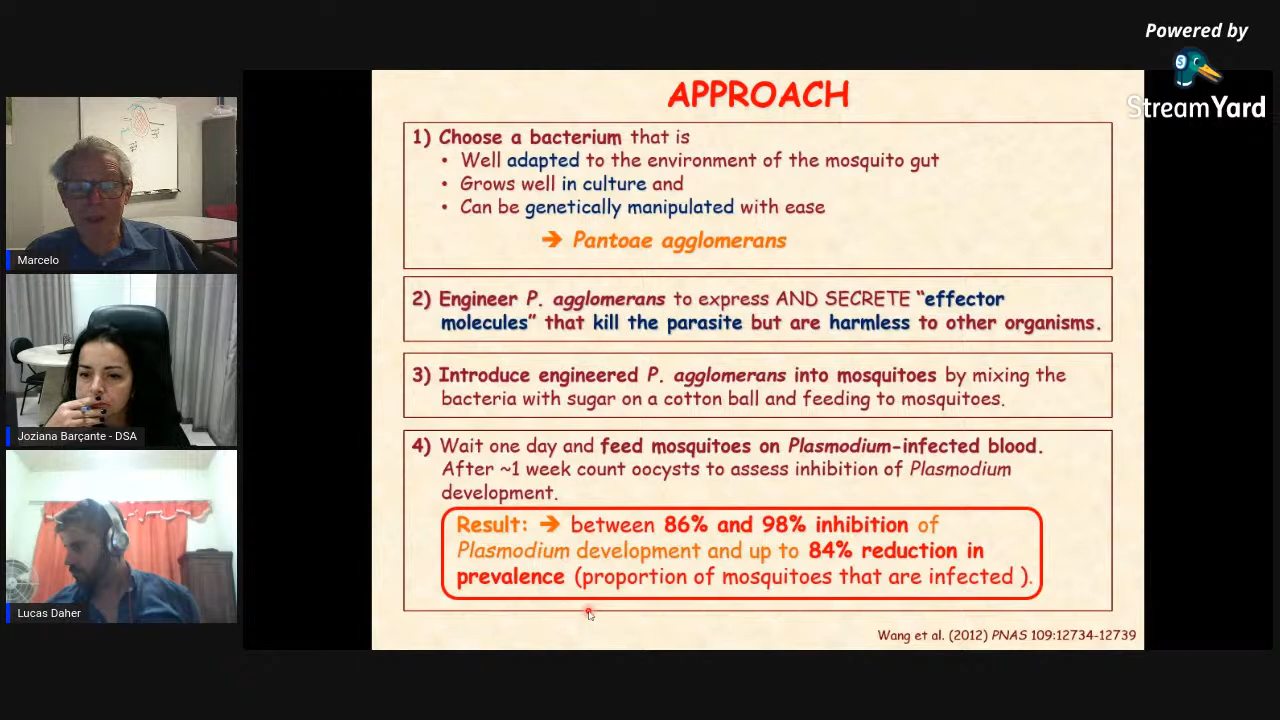 Powered by
StreamYard
Marcelo
Joziana Barçante - DSA
Lucas Daher
APPROACH
1) Choose a bacterium that is
• Well adapted to the environment of the mosquito gut
• Grows well in culture and
• Can be genetically manipulated with ease
➔ Pantoae agglomerans
2) Engineer P. agglomerans to express AND SECRETE “effector
molecules” that kill the parasite but are harmless to other organisms.
3) Introduce engineered P. agglomerans into mosquitoes by mixing the
bacteria with sugar on a cotton ball and feeding to mosquitoes.
4) Wait one day and feed mosquitoes on Plasmodium-infected blood.
After ~1 week count oocysts to assess inhibition of Plasmodium
development.
Result: ➔ between 86% and 98% inhibition of
Plasmodium development and up to 84% reduction in
prevalence (proportion of mosquitoes that are infected ).
Wang et al. (2012) PNAS 109:12734-12739